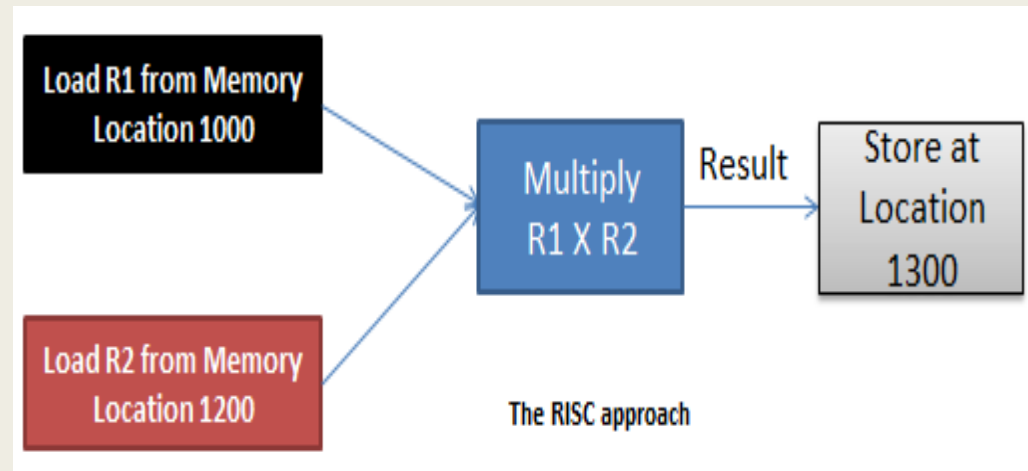 Load R1 from Memory
Location 1000
Multiply
R1 X R2
Result
Store at
Location
1300
Load R2 from Memory
Location 1200
The RISC approach